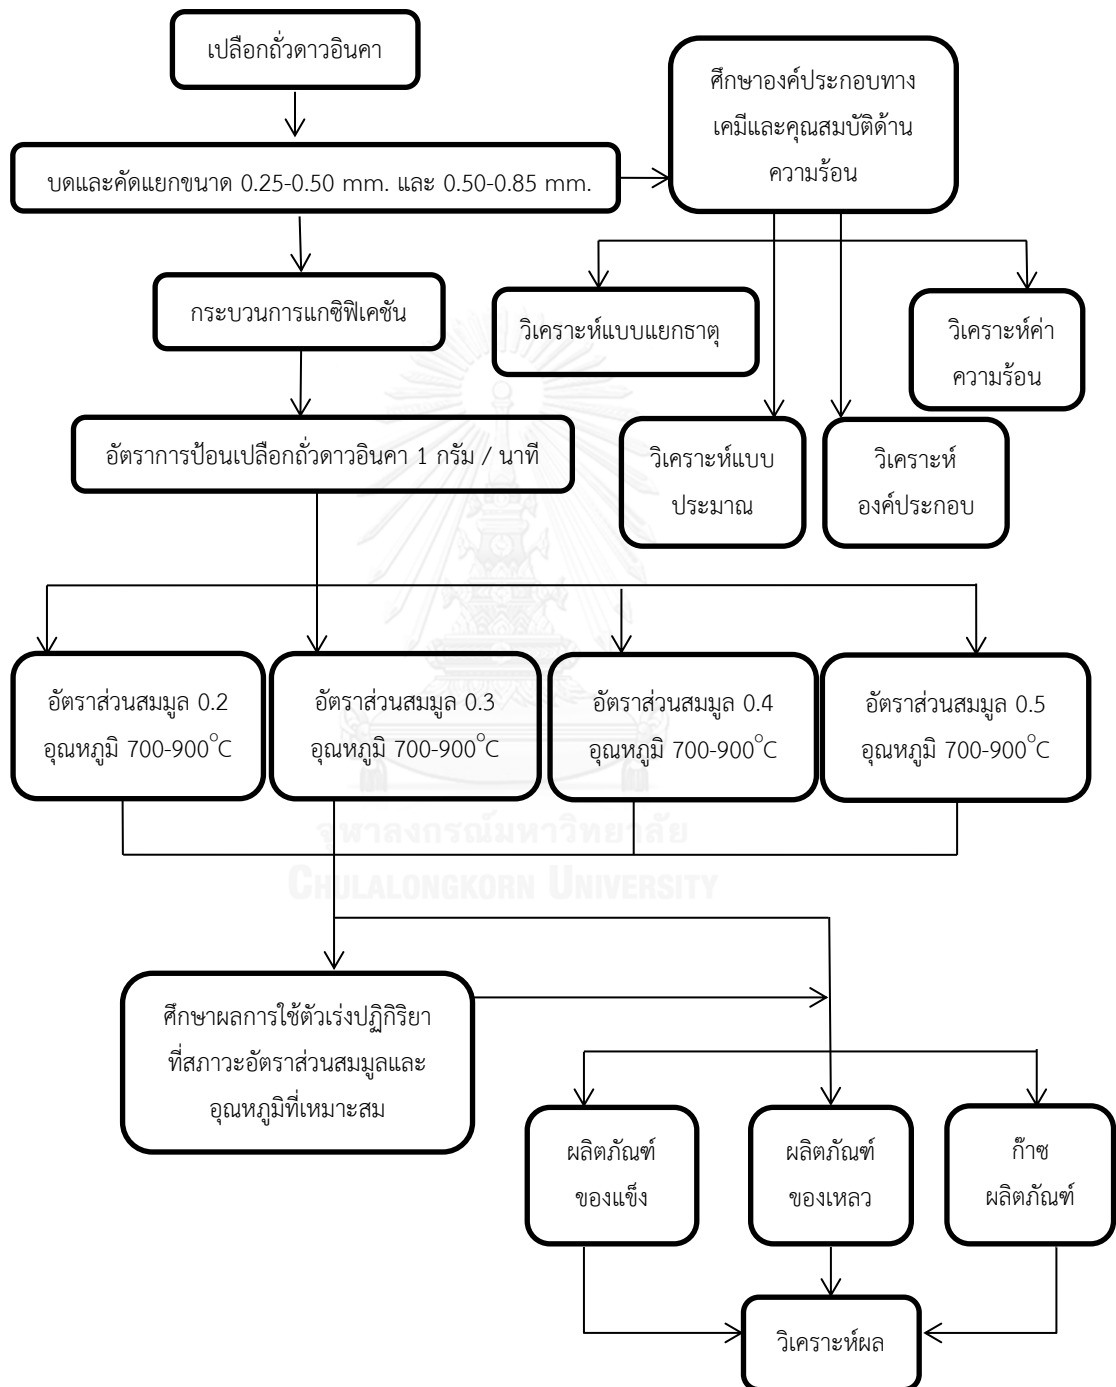 เปลือกถั่วดาวอินคา
ศึกษาองค์ประกอบทาง
เคมีและคุณสมบัติด้าน
ความร้อน
บดและคัดแยกขนาด 0.25-0.50 mm. และ 0.50-0.85 mm.
กระบวนการแกซิฟิเคชัน
วิเคราะห์แบบแยกธาตุ
วิเคราะห์ค่า
ความร้อน
อัตราการป้อนเปลือกถั่วดาวอินคา 1 กรัม / นาที
วิเคราะห์แบบ
ประมาณ
วิเคราะห์
องค์ประกอบ
อัตราส่วนสมมูล 0.2
อุณหภูมิ 700-900°C
อัตราส่วนสมมูล 0.3
อุณหภูมิ 700-900°C
อัตราส่วนสมมูล 0.4
อุณหภูมิ 700-900°C
อัตราส่วนสมมูล 0.5
อุณหภูมิ 700-900°C
จุฬาลงกรณ์มหาวิทยาลัย
CHULALONGKORN UNIVERSITY
ศึกษาผลการใช้ตัวเร่งปฏิกิริยา
ที่สภาวะอัตราส่วนสมมูลและ
อุณหภูมิที่เหมาะสม
ผลิตภัณฑ์
ของแข็ง
ผลิตภัณฑ์
ของเหลว
ก๊าซ
ผลิตภัณฑ์
วิเคราะห์ผล